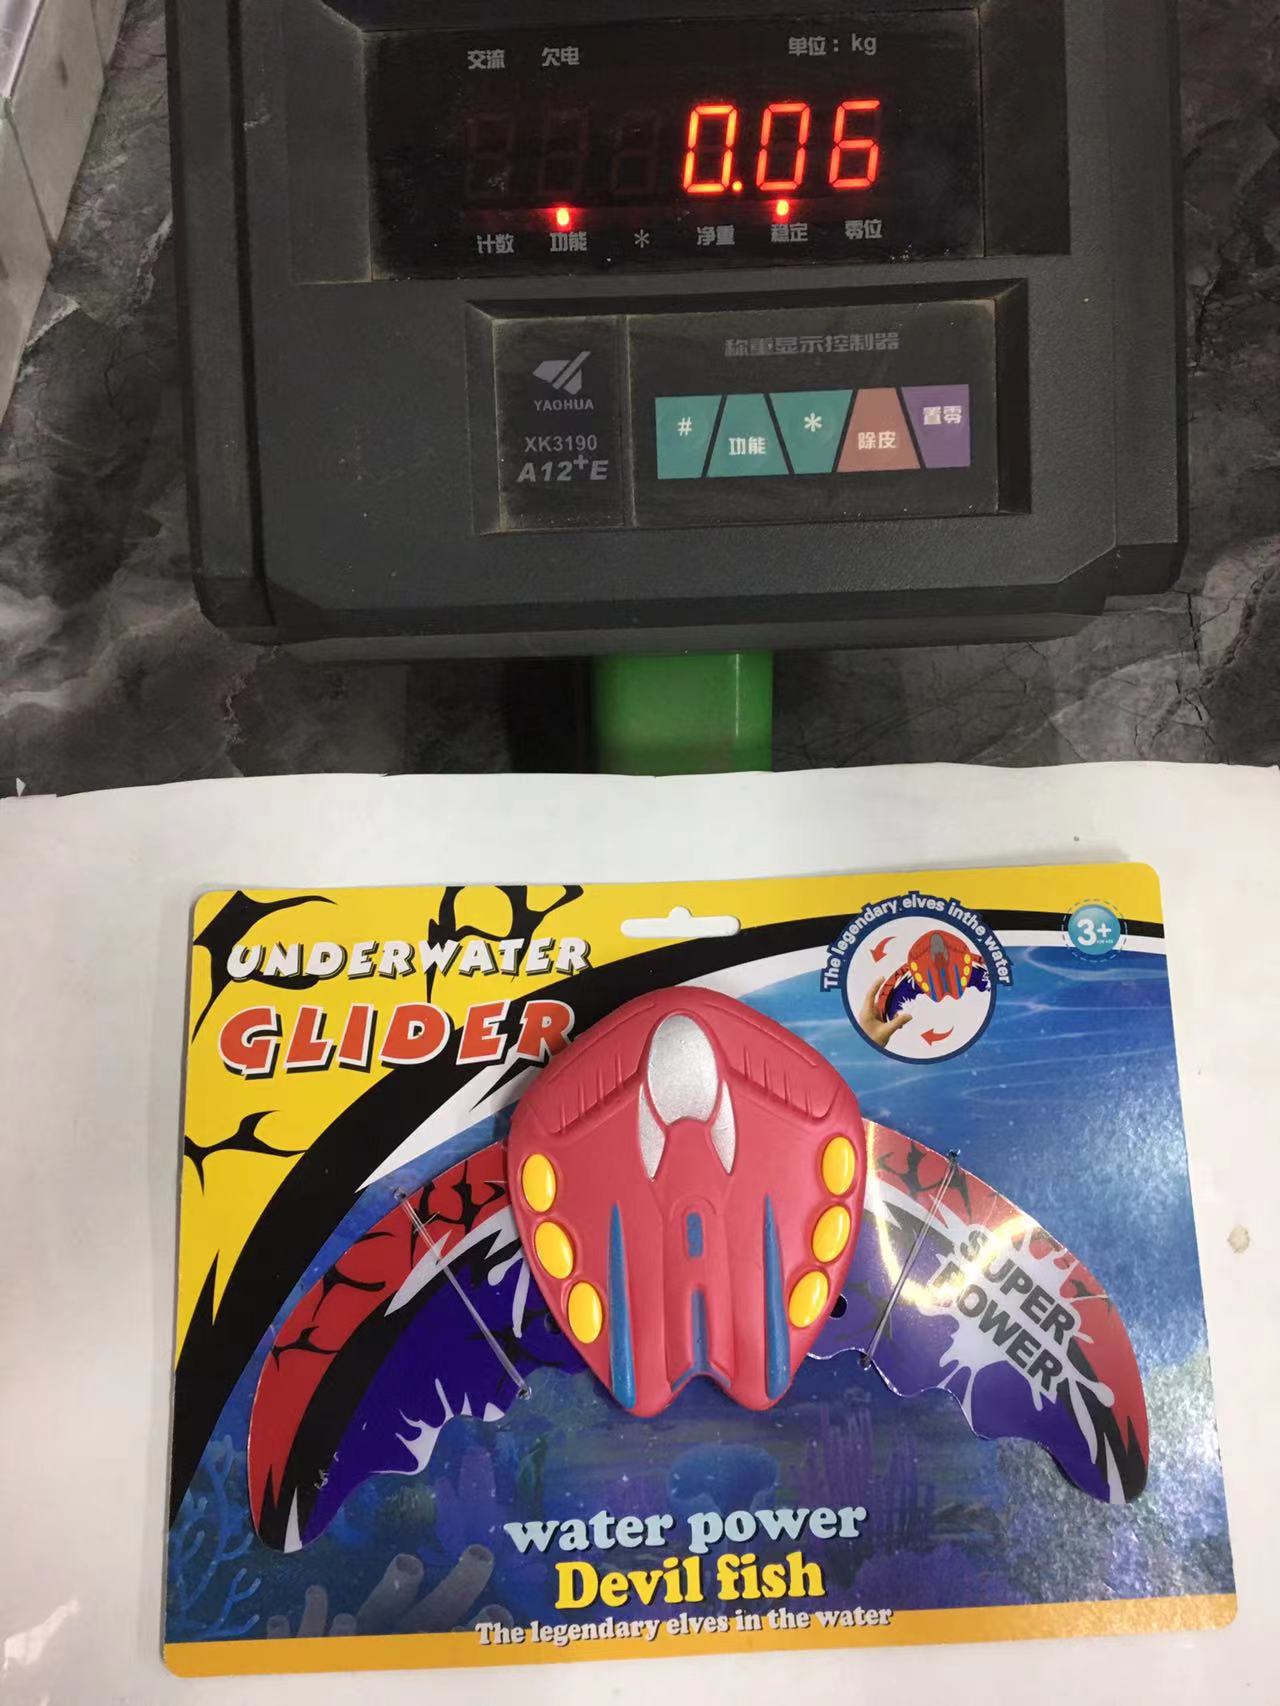 交流 欠电 单位：kg
0.06
计数 功能 * 净重 稳定 零位
称重显示控制器
YAOHUA
XK3190
A12+E
# 功能 * 除皮 置零
UNDERWATER
GLIDER
The legendary elves inthe water
3+
SUPER
POWER
water power
Devil fish
The legendary elves in the water